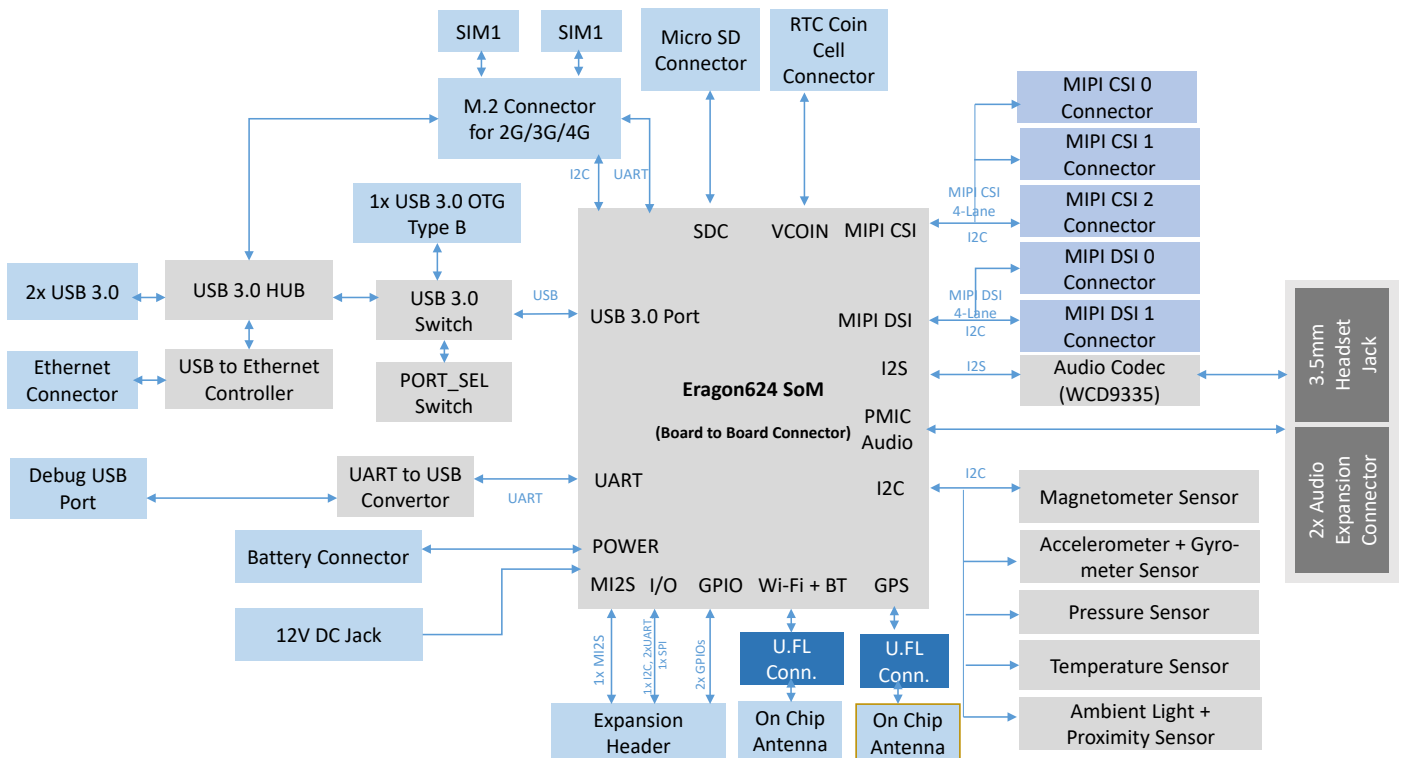 SIM1
SIM1
Micro SD
Connector
RTC Coin
Cell
Connector
M.2 Connector
for 2G/3G/4G
I2C
UART
MIPI CSI 0
Connector
MIPI CSI 1
Connector
MIPI CSI 2
Connector
MIPI CSI
4-Lane
I2C
MIPI DSI 0
Connector
MIPI DSI 1
Connector
MIPI DSI
4-Lane
I2C
1x USB 3.0 OTG
Type B
2x USB 3.0
USB 3.0 HUB
USB 3.0
Switch
USB
Ethernet
Connector
USB to Ethernet
Controller
PORT_SEL
Switch
SDC
VCOIN
MIPI CSI
USB 3.0 Port
MIPI DSI
I2S
Eragon624 SoM
(Board to Board Connector)
PMIC
Audio
UART
I2C
POWER
MI2S
I/O
GPIO
Wi-Fi + BT
GPS
I2S
Audio Codec
(WCD9335)
3.5mm
Headset
Jack
2x Audio
Expansion
Connector
Debug USB
Port
UART to USB
Convertor
UART
Battery Connector
12V DC Jack
I2C
Magnetometer Sensor
Accelerometer + Gyro-
meter Sensor
Pressure Sensor
Temperature Sensor
Ambient Light +
Proximity Sensor
1x MI2S
1x I2C, 2xUART
1x SPI
2x GPIOs
U.FL
Conn.
U.FL
Conn.
Expansion
Header
On Chip
Antenna
On Chip
Antenna